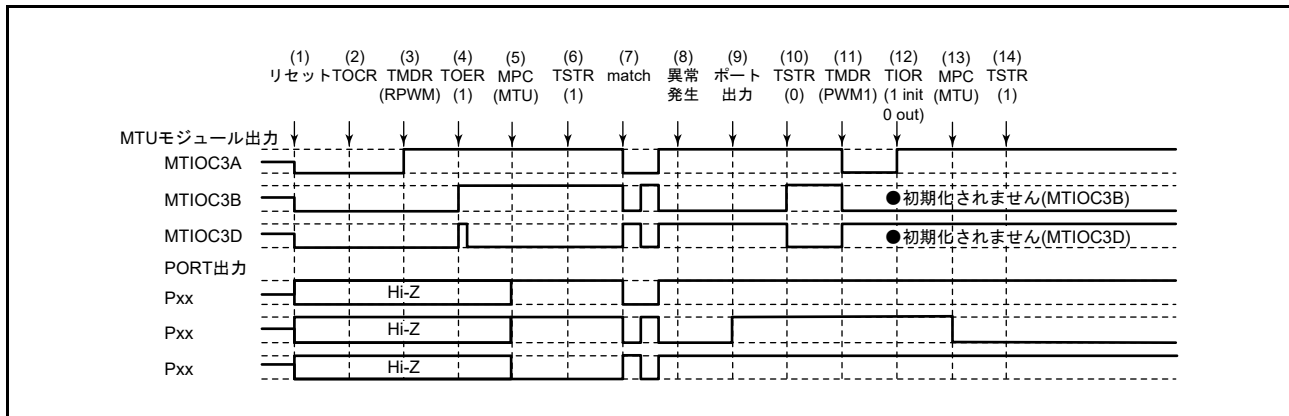 (1) (2) (3) (4) (5) (6) (7) (8) (9) (10) (11) (12) (13) (14)
リセット TOCR TMDR TOER MPC TSTR match 異常 ポート TSTR TMDR TIOR MPC TSTR
(RPWM) (1) (MTU) (1) 発生 出力 (0) (PWM1) (1 init (MTU) (1)
0 out)
MTUモジュール出力
MTIOC3A
MTIOC3B ●初期化されません(MTIOC3B)
MTIOC3D ●初期化されません(MTIOC3D)
PORT出力
Pxx Hi-Z
Pxx Hi-Z
Pxx Hi-Z